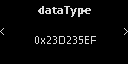 dataType
< >
0x23D235EF